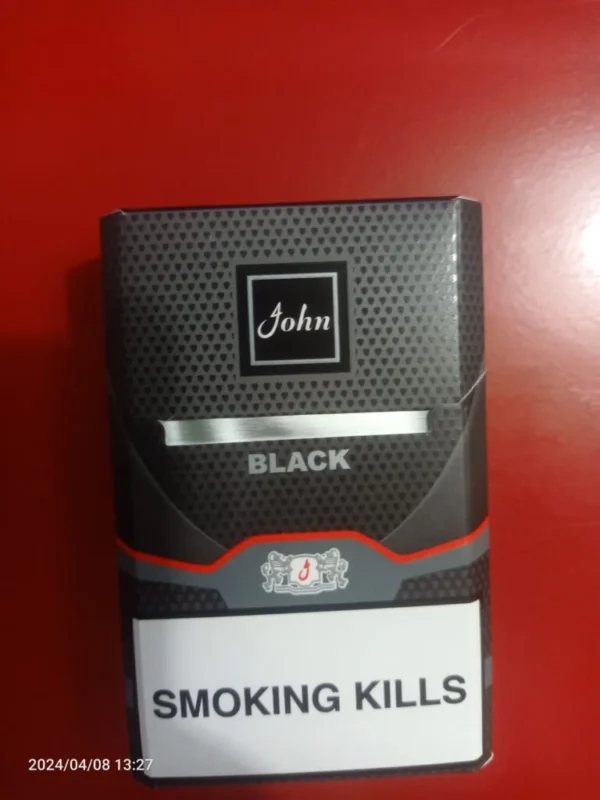 John
BLACK
J
SMOKING KILLS
2024/04/08 13:27